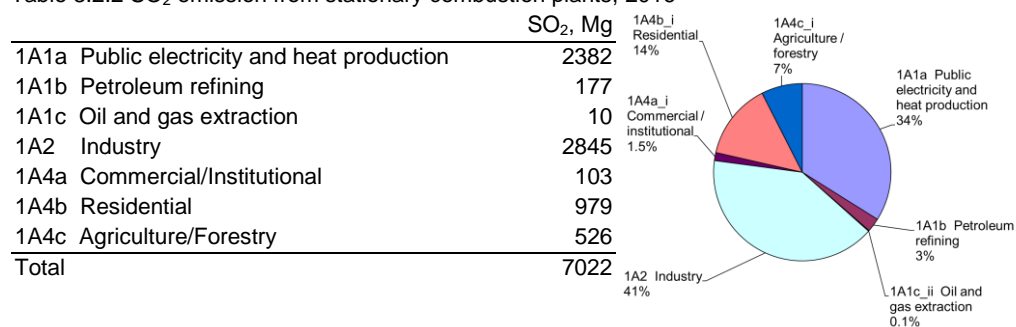 SO₂, Mg
1A1a Public electricity and heat production 2382
1A1b Petroleum refining 177
1A1c Oil and gas extraction 10
1A2 Industry 2845
1A4a Commercial/Institutional 103
1A4b Residential 979
1A4c Agriculture/Forestry 526
Total 7022
1A4b_i
Residential
14%
1A4c_i
Agriculture /
forestry
7%
1A1a Public
electricity and
heat production
34%
1A4a_i
Commercial /
institutional
1.5%
1A1b Petroleum
refining
3%
1A2 Industry
41%
1A1c_ii Oil and
gas extraction
0.1%